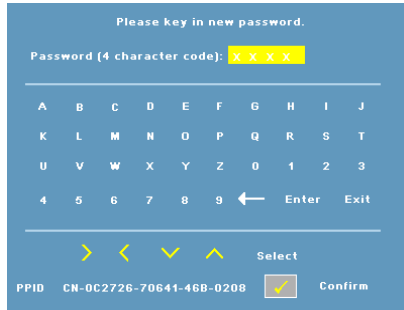 Please key in new password.
Password (4 character code): x x x x
A B C D E F G H I J
K L M N O P Q R S T
U V W X Y Z 0 1 2 3
4 5 6 7 8 9 ← Enter Exit
> < ∨ ∧ Select
PPID CN-0C2726-70641-46B-0208 ✓ Confirm